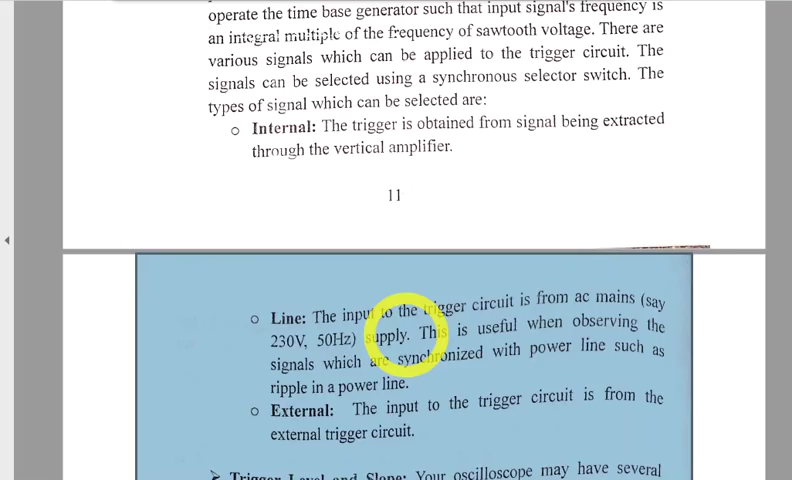 operate the time base generator such that input signal's frequency is
an integral multiple of the frequency of sawtooth voltage. There are
various signals which can be applied to the trigger circuit. The
signals can be selected using a synchronous selector switch. The
types of signal which can be selected are:
o Internal: The trigger is obtained from signal being extracted
through the vertical amplifier.
11
o Line: The input to the trigger circuit is from ac mains (say
230V, 50Hz) supply. This is useful when observing the
signals which are synchronized with power line such as
ripple in a power line.
o External: The input to the trigger circuit is from the
external trigger circuit.
➢ Trigger Level and Slope: Your oscilloscope may have several